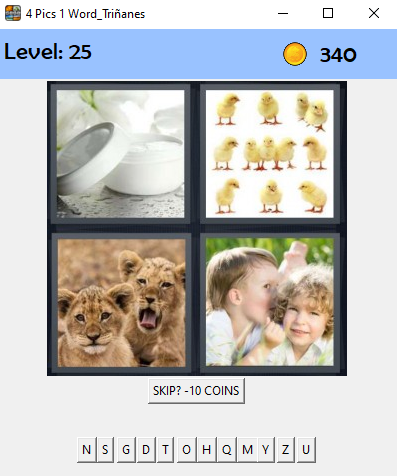 4 Pics 1 Word_Triñanes
Level: 25
340
SKIP? -10 COINS
N S G D T O H Q M Y Z U